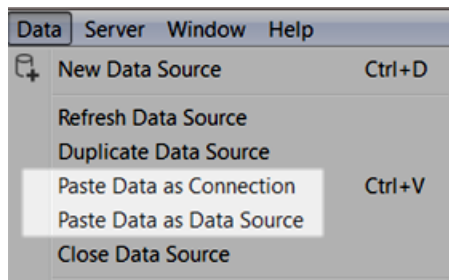 Data Server Window Help
New Data Source Ctrl+D
Refresh Data Source
Duplicate Data Source
Paste Data as Connection Ctrl+V
Paste Data as Data Source
Close Data Source